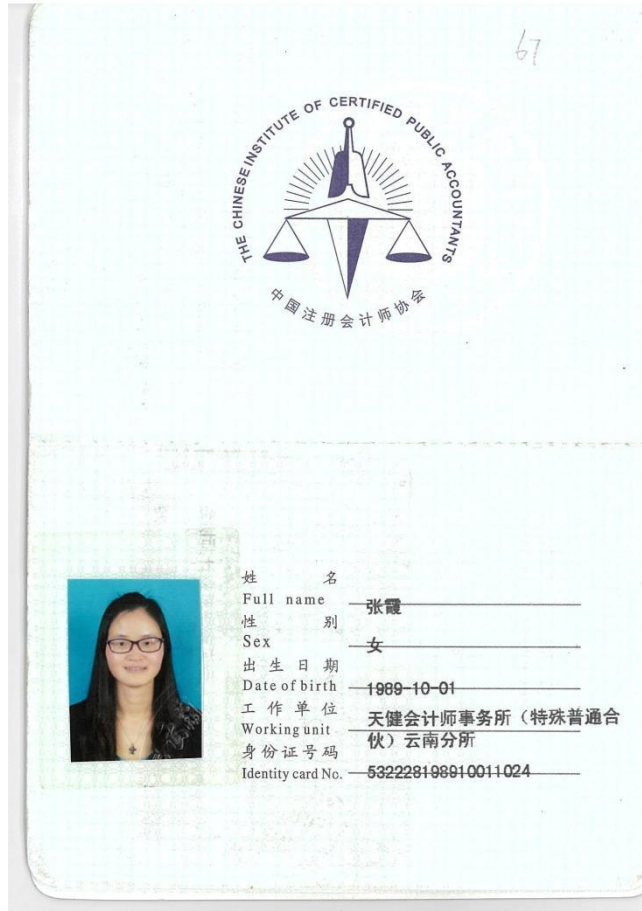 67
THE CHINESE INSTITUTE OF CERTIFIED PUBLIC ACCOUNTANTS
中国注册会计师协会
姓 名
Full name 张霞
性 别
Sex 女
出 生 日 期
Date of birth 1989-10-01
工 作 单 位
Working unit 天健会计师事务所（特殊普通合
伙）云南分所
身份证号码
Identity card No. 532228198910011024